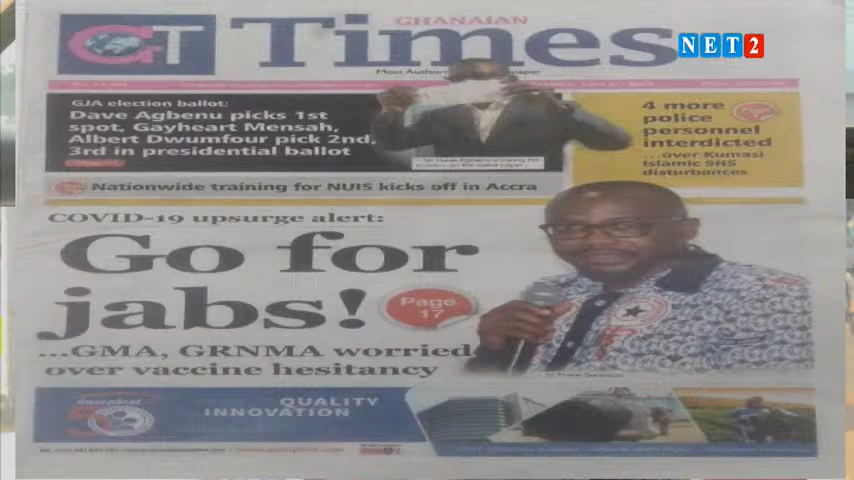 GHANAIAN
GT Times
NET2
GJA election ballot:
Dave Agbenu picks 1st
spot, Gayheart Mensah,
Albert Dwumfour pick 2nd,
3rd in presidential ballot
4 more
police
personnel
interdicted
...over Kumasi
Islamic SHS
disturbances
Nationwide training for NUIS kicks off in Accra
COVID-19 upsurge alert:
Go for
jabs!
Page
17
...GMA, GRNMA worried
over vaccine hesitancy
QUALITY
INNOVATION